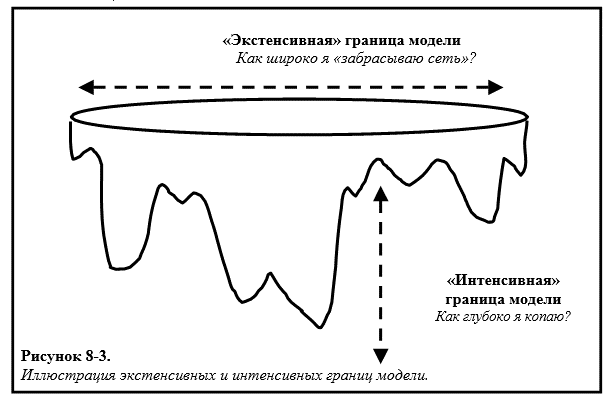 «Экстенсивная» граница модели
Как широко я «забрасываю сеть»?
«Интенсивная»
граница модели
Как глубоко я копаю?
Рисунок 8-3.
Иллюстрация экстенсивных и интенсивных границ модели.